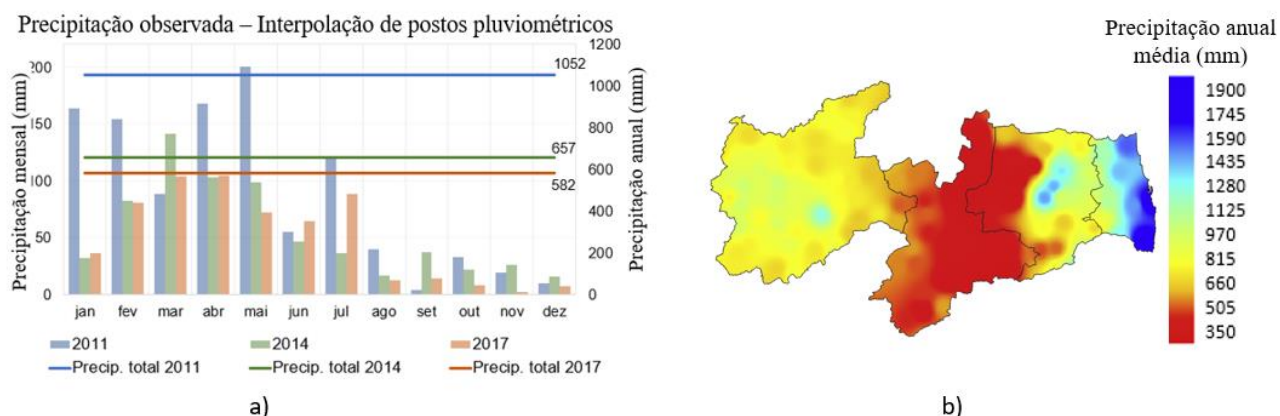 Precipitação observada – Interpolação de postos pluviométricos
Precipitação mensal (mm)
200
150
100
50
0
1052
657
582
1200
1000
800
600
400
200
0
Precipitação anual (mm)
jan fev mar abr mai jun jul ago set out nov dez
2011 2014 2017
Precip. total 2011 Precip. total 2014 Precip. total 2017
a)
Precipitação anual
média (mm)
1900
1745
1590
1435
1280
1125
970
815
660
505
350
b)